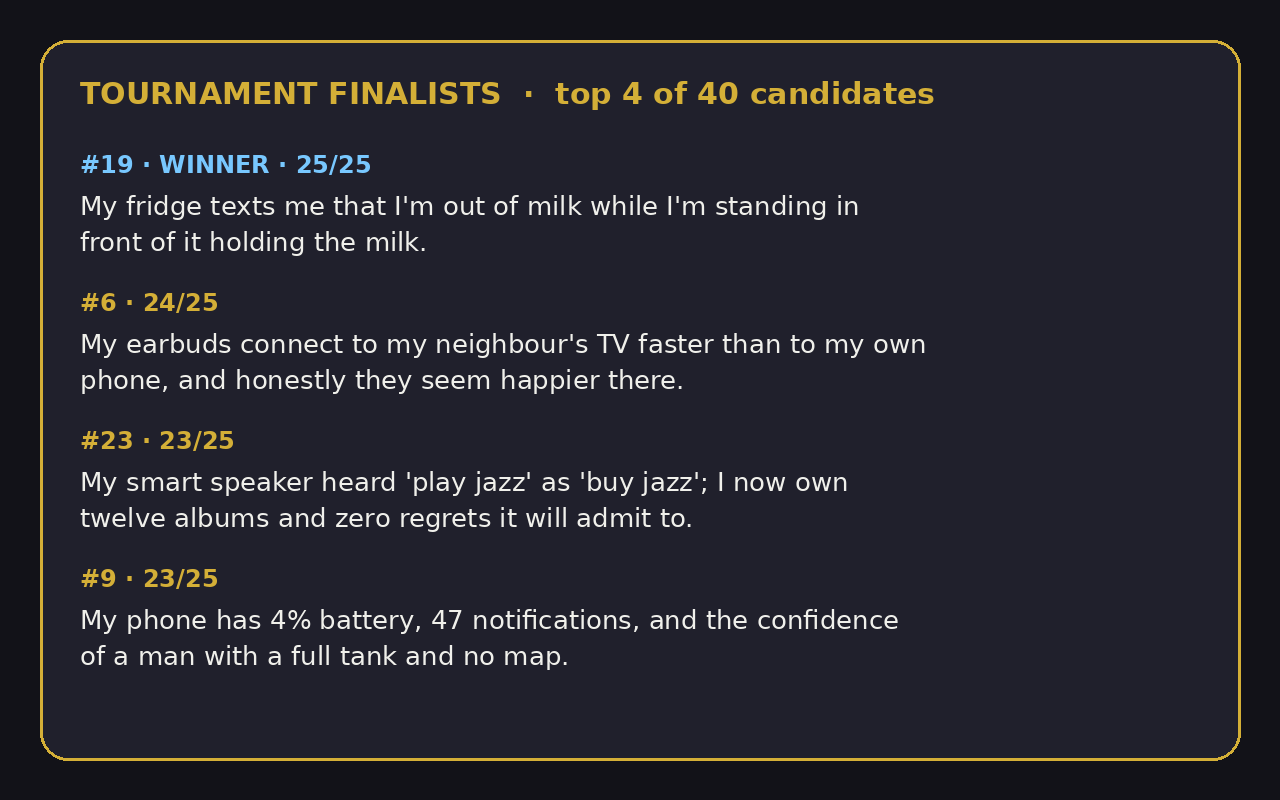 TOURNAMENT FINALISTS · top 4 of 40 candidates
#19 · WINNER · 25/25
My fridge texts me that I'm out of milk while I'm standing in
front of it holding the milk.
#6 · 24/25
My earbuds connect to my neighbour's TV faster than to my own
phone, and honestly they seem happier there.
#23 · 23/25
My smart speaker heard 'play jazz' as 'buy jazz'; I now own
twelve albums and zero regrets it will admit to.
#9 · 23/25
My phone has 4% battery, 47 notifications, and the confidence
of a man with a full tank and no map.